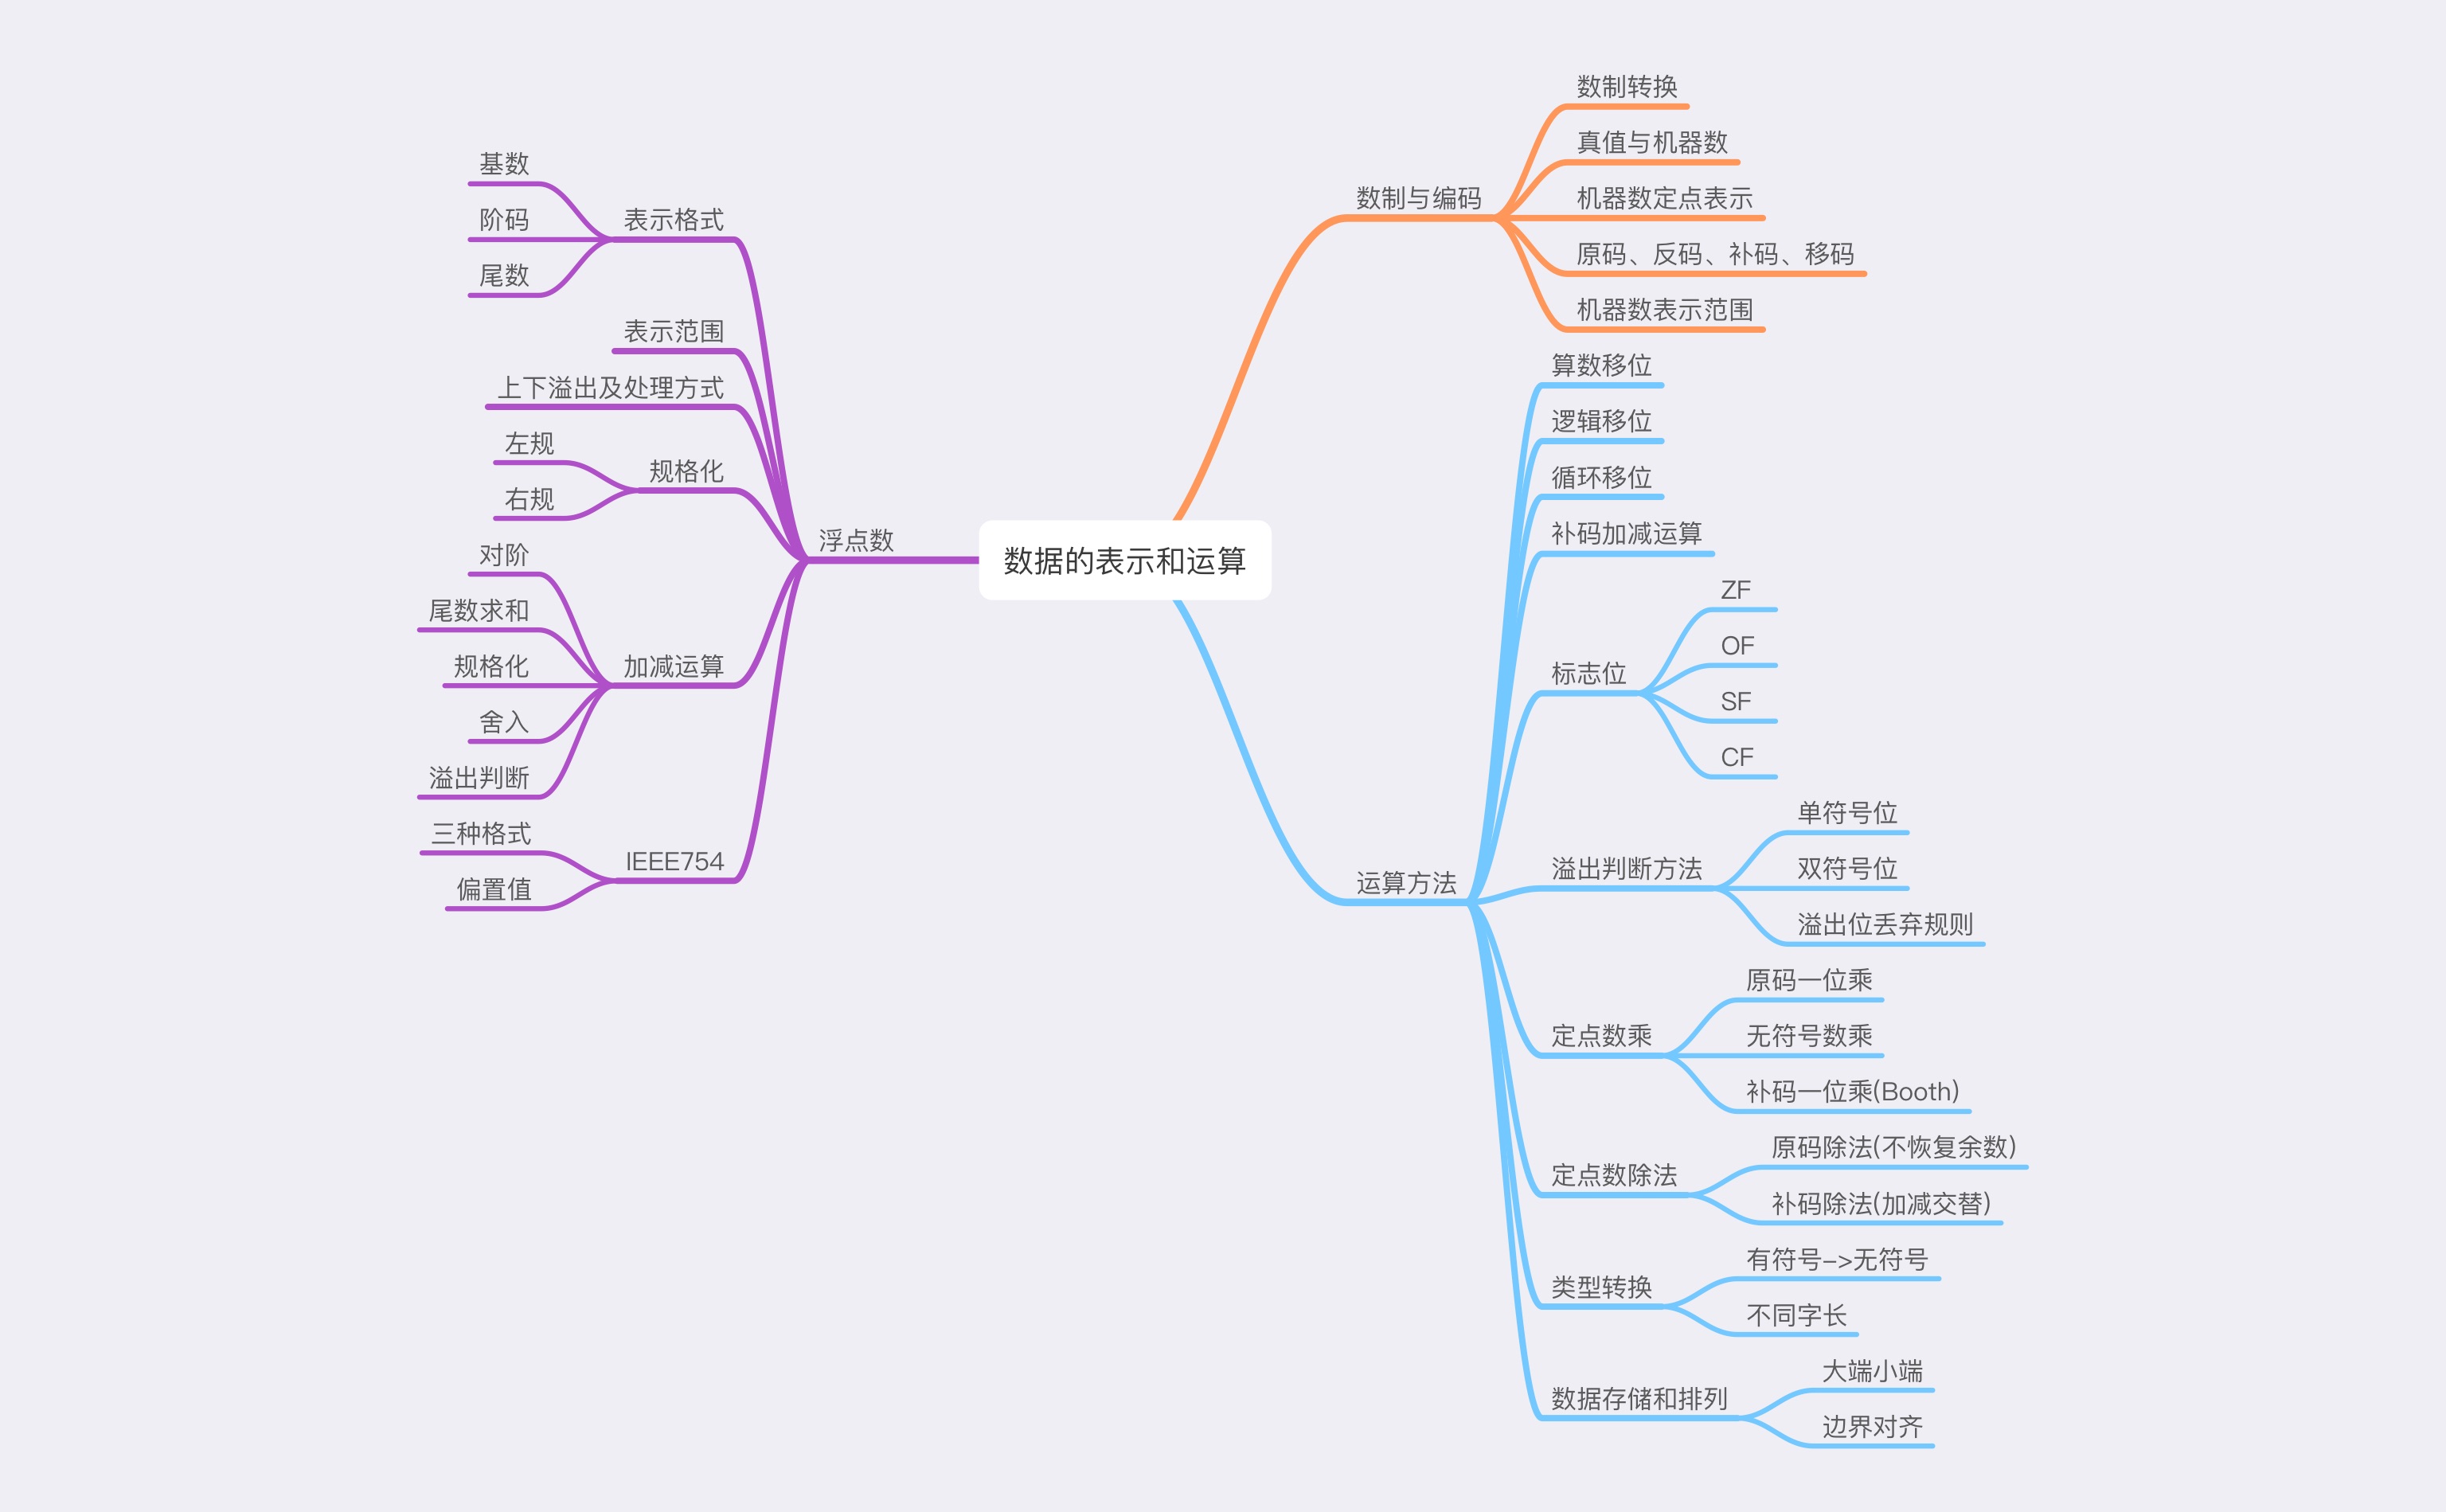 数据的表示和运算
数制与编码
数制转换
真值与机器数
机器数定点表示
原码、反码、补码、移码
机器数表示范围
运算方法
算数移位
逻辑移位
循环移位
补码加减运算
标志位
ZF
OF
SF
CF
溢出判断方法
单符号位
双符号位
溢出位丢弃规则
定点数乘
原码一位乘
无符号数乘
补码一位乘(Booth)
定点数除法
原码除法(不恢复余数)
补码除法(加减交替)
类型转换
有符号->无符号
不同字长
数据存储和排列
大端小端
边界对齐
浮点数
表示格式
基数
阶码
尾数
表示范围
上下溢出及处理方式
规格化
左规
右规
加减运算
对阶
尾数求和
规格化
舍入
溢出判断
IEEE754
三种格式
偏置值